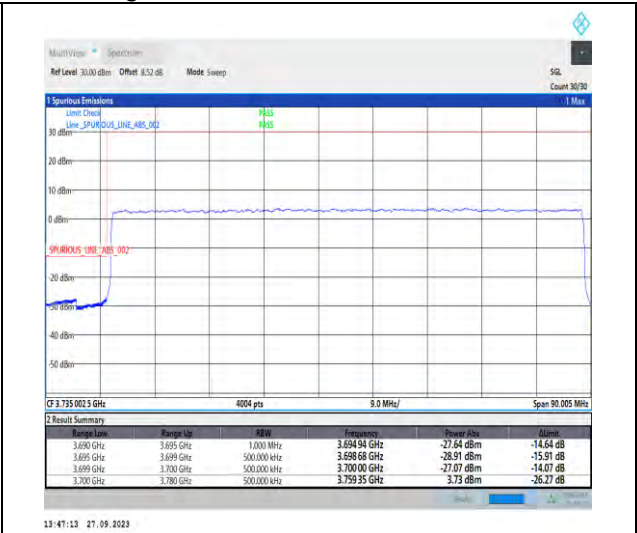 MultiView Spectrum
Ref Level 30.00 dBm Offset 8.52 dB Mode Sweep SGL
Count 30/30
1 Spurious Emissions 1 Max
Limit Check PASS
Line _SPURIOUS_LINE_ABS_002 PASS
30 dBm
20 dBm
10 dBm
0 dBm
SPURIOUS_LINE_ABS_002
-20 dBm
-30 dBm
-40 dBm
-50 dBm
CF 3.735 002 5 GHz 4004 pts 9.0 MHz/ Span 90.005 MHz
2 Result Summary
Range Low Range Up RBW Frequency Power Abs ΔLimit
3.690 GHz 3.695 GHz 1.000 MHz 3.694 94 GHz -27.64 dBm -14.64 dB
3.695 GHz 3.699 GHz 500.000 kHz 3.698 68 GHz -28.91 dBm -15.91 dB
3.699 GHz 3.700 GHz 500.000 kHz 3.700 00 GHz -27.07 dBm -14.07 dB
3.700 GHz 3.780 GHz 500.000 kHz 3.759 35 GHz 3.73 dBm -26.27 dB
13:47:13 27.09.2023